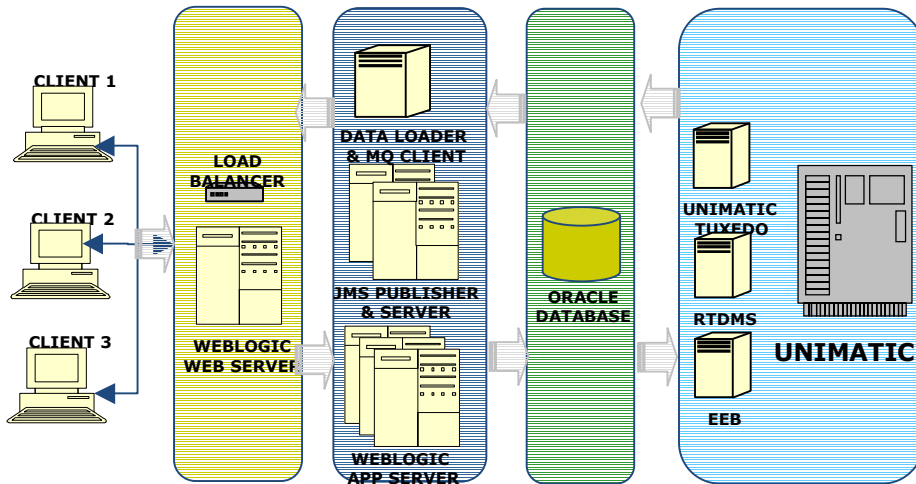 CLIENT 1
CLIENT 2
CLIENT 3
LOAD
BALANCER
WEBLOGIC
WEB SERVER
DATA LOADER
& MQ CLIENT
JMS PUBLISHER
& SERVER
WEBLOGIC
APP SERVER
ORACLE
DATABASE
UNIMATIC
TUXEDO
RTDMS
EEB
UNIMATIC